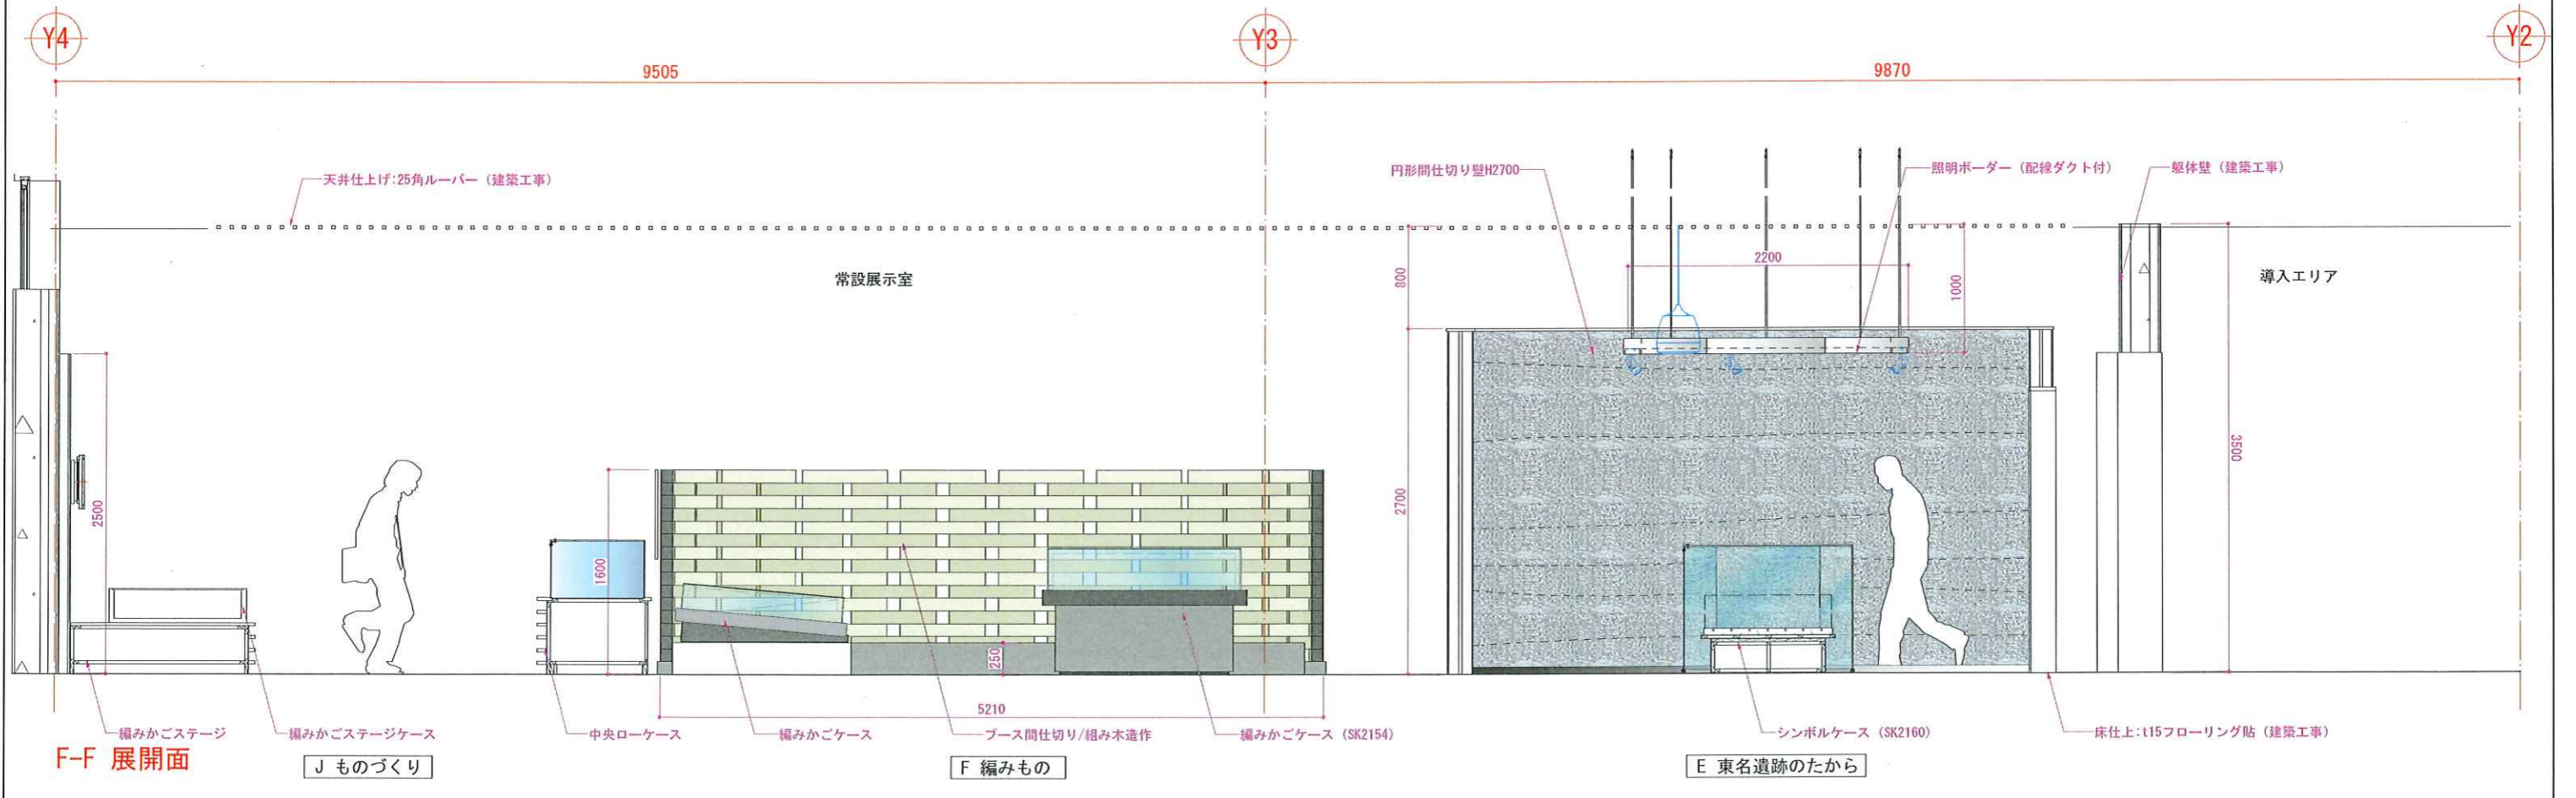 Y4
Y3
Y2
9505
9870
天井仕上げ:25角ルーバー（建築工事）
円形間仕切り壁H2700
照明ボーダー（配線ダクト付）
躯体壁（建築工事）
常設展示室
導入エリア
800
2200
1000
2500
1600
2700
3500
250
5210
編みかごステージ
編みかごステージケース
中央ローケース
編みかごケース
ブース間仕切り/組み木造作
編みかごケース（SK2154）
シンボルケース（SK2160）
床仕上:t15フローリング貼（建築工事）
F-F 展開面
J ものづくり
F 編みもの
E 東名遺跡のたから